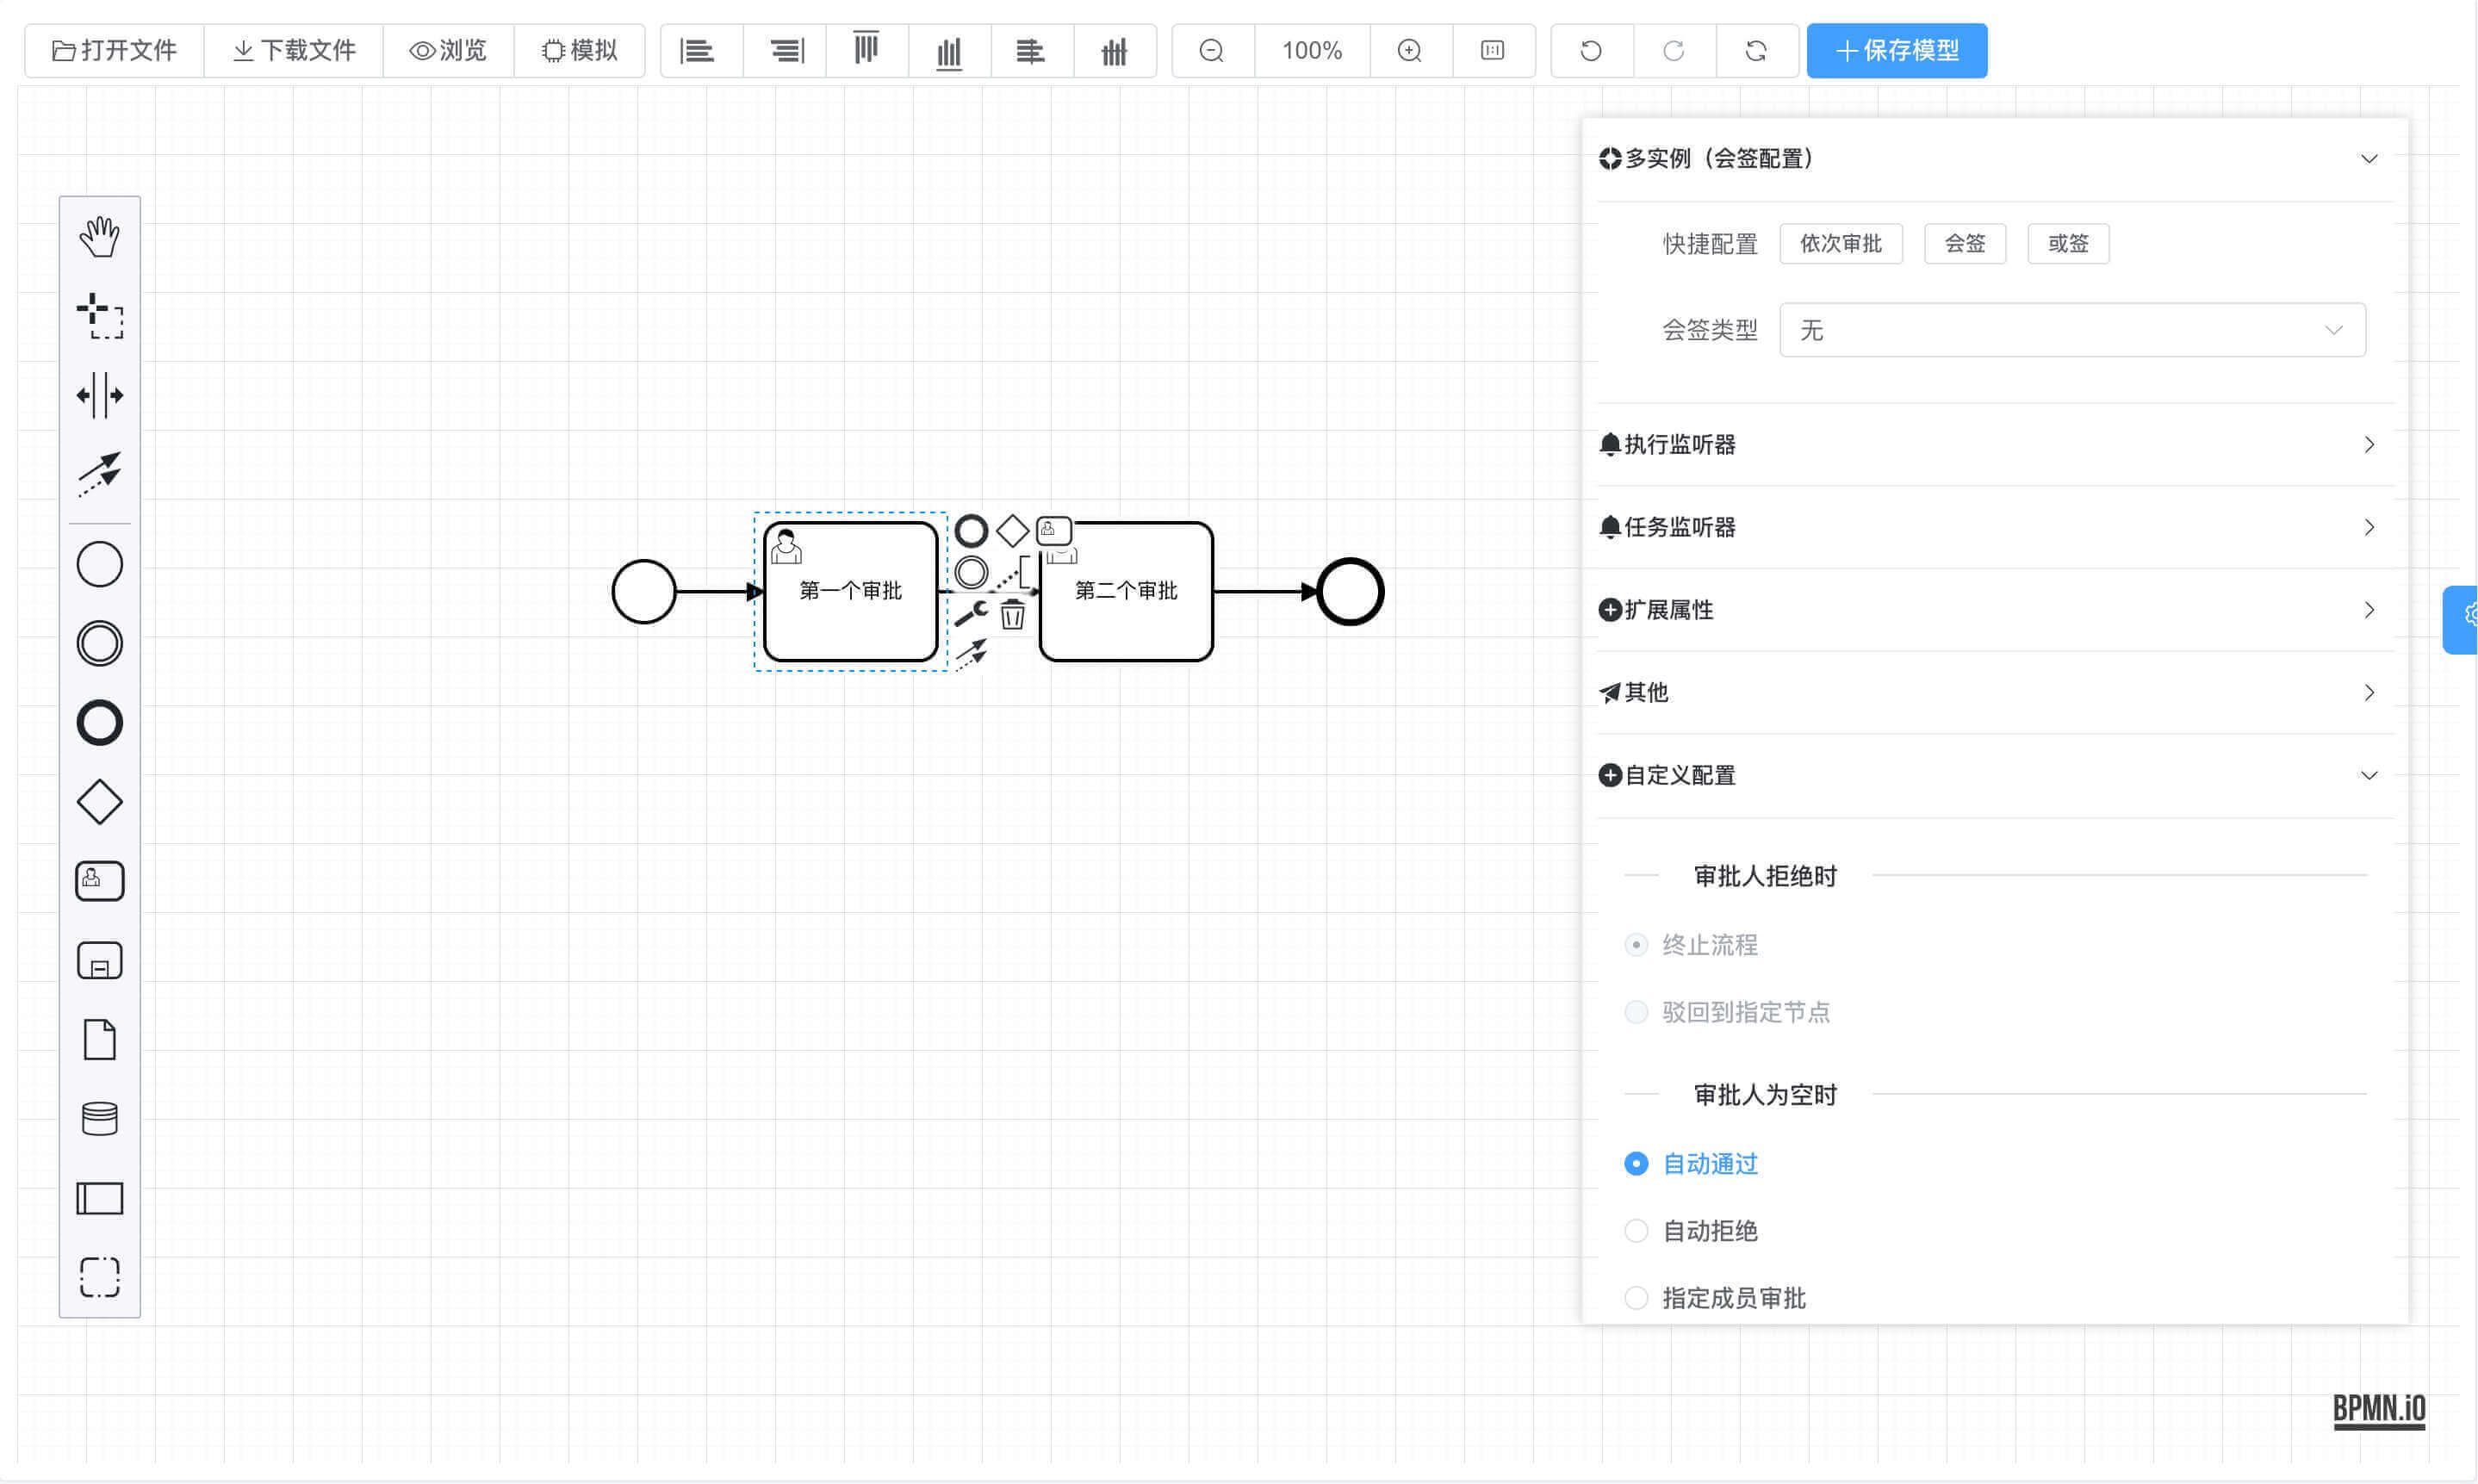 打开文件 下载文件 浏览 模拟 100% 保存模型
多实例（会签配置）
快捷配置 依次审批 会签 或签
会签类型 无
执行监听器
任务监听器
第一个审批 第二个审批
扩展属性
其他
自定义配置
审批人拒绝时
终止流程
驳回到指定节点
审批人为空时
自动通过
自动拒绝
指定成员审批
BPMN.iO